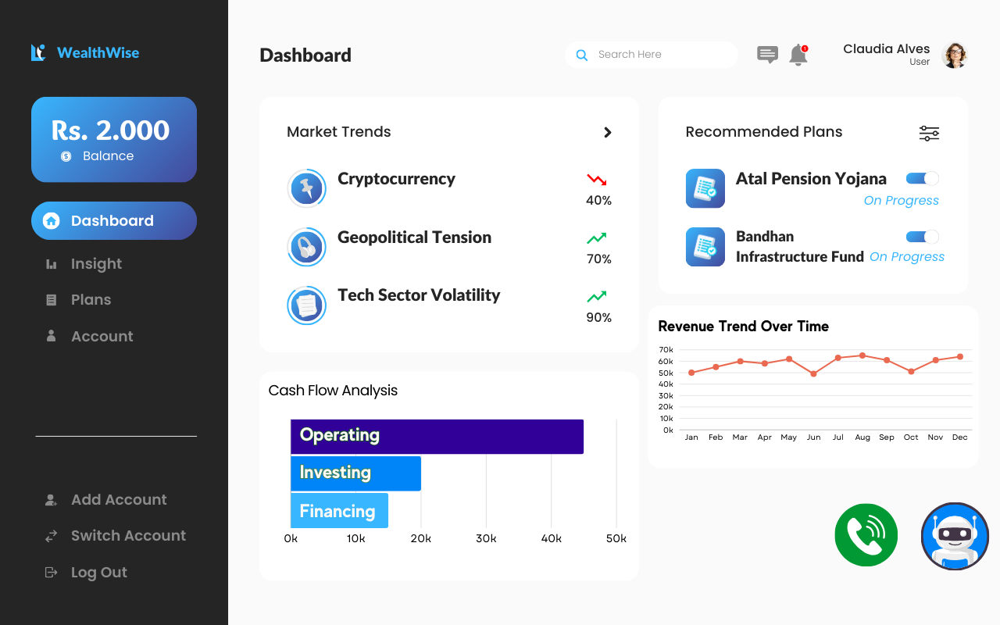 WealthWise
Rs. 2.000
Balance
Dashboard
Insight
Plans
Account
Add Account
Switch Account
Log Out
Dashboard
Search Here
1
Claudia Alves
User
Market Trends
Cryptocurrency
40%
Geopolitical Tension
70%
Tech Sector Volatility
90%
Recommended Plans
Atal Pension Yojana
On Progress
Bandhan
Infrastructure Fund On Progress
Cash Flow Analysis
Operating
Investing
Financing
0k 10k 20k 30k 40k 50k
Revenue Trend Over Time
70k
60k
50k
40k
30k
20k
10k
0k
Jan Feb Mar Apr May Jun Jul Aug Sep Oct Nov Dec